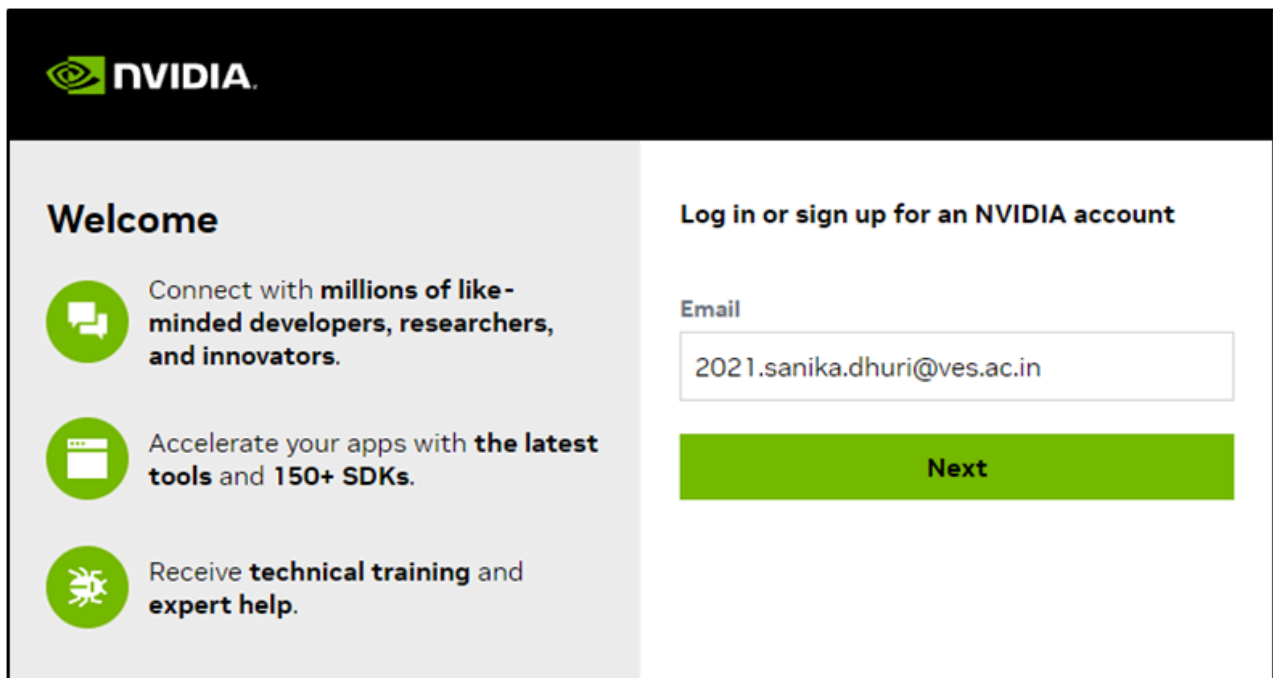 NVIDIA.
Welcome
Connect with millions of like-
minded developers, researchers,
and innovators.
Accelerate your apps with the latest
tools and 150+ SDKs.
Receive technical training and
expert help.
Log in or sign up for an NVIDIA account
Email
2021.sanika.dhuri@ves.ac.in
Next